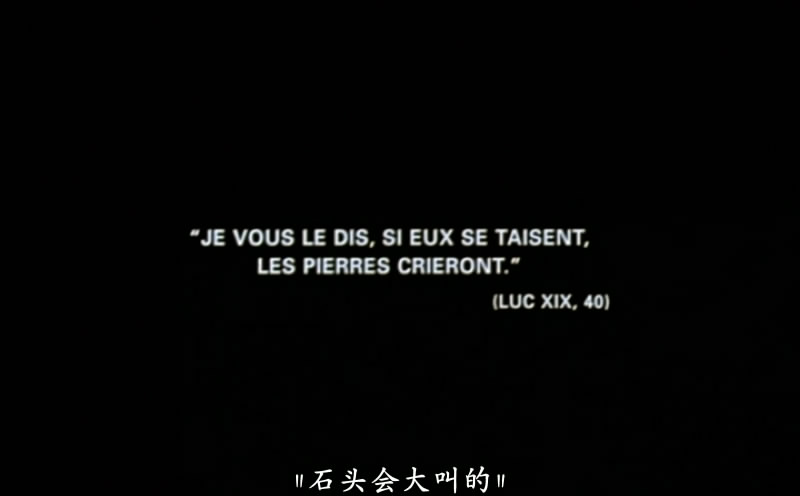 “JE VOUS LE DIS, SI EUX SE TAISENT,
LES PIERRES CRIERONT.”
(LUC XIX, 40)
"石头会大叫的"